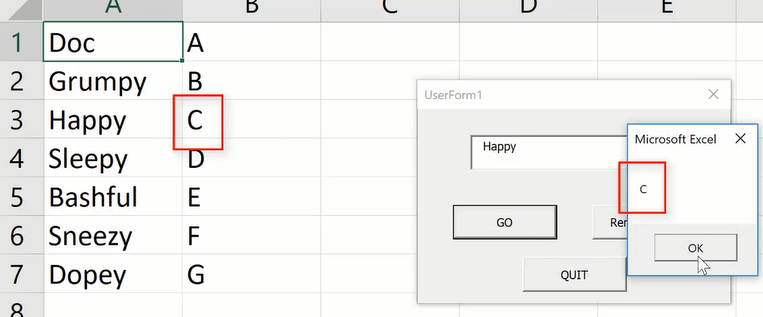 A B C D E
1 Doc A
2 Grumpy B
3 Happy C
4 Sleepy D
5 Bashful E
6 Sneezy F
7 Dopey G
8
UserForm1
Happy
GO
QUIT
Microsoft Excel
C
OK